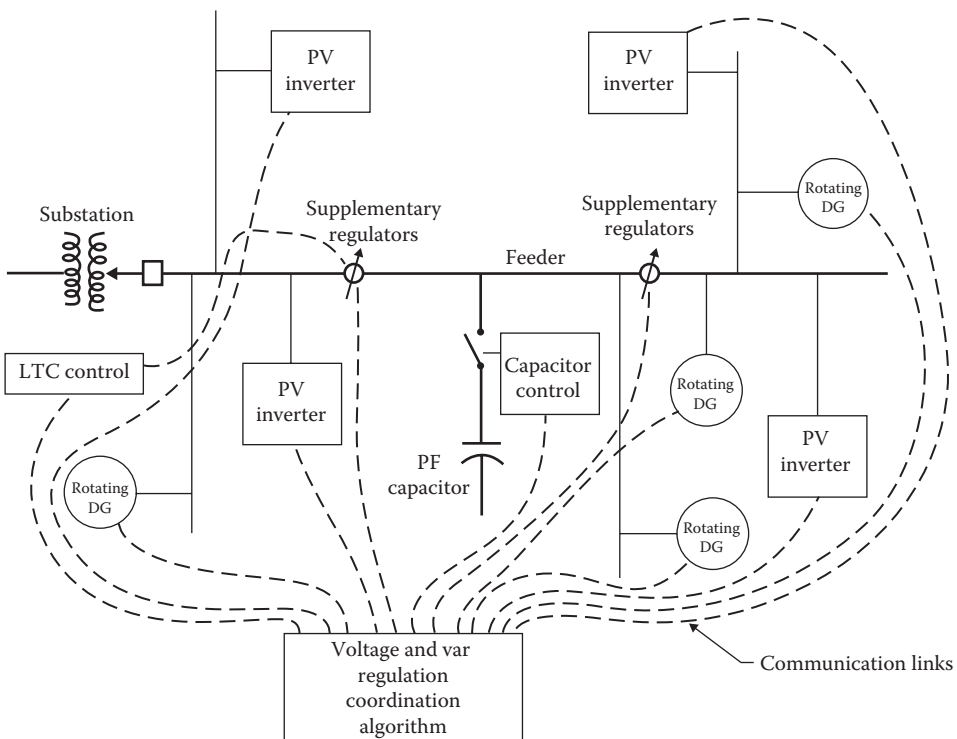 PV
inverter
PV
inverter
Rotating
DG
Substation
Supplementary
regulators
Supplementary
regulators
Feeder
LTC control
PV
inverter
Capacitor
control
Rotating
DG
PV
inverter
PF
capacitor
Rotating
DG
Rotating
DG
Voltage and var
regulation
coordination
algorithm
Communication links